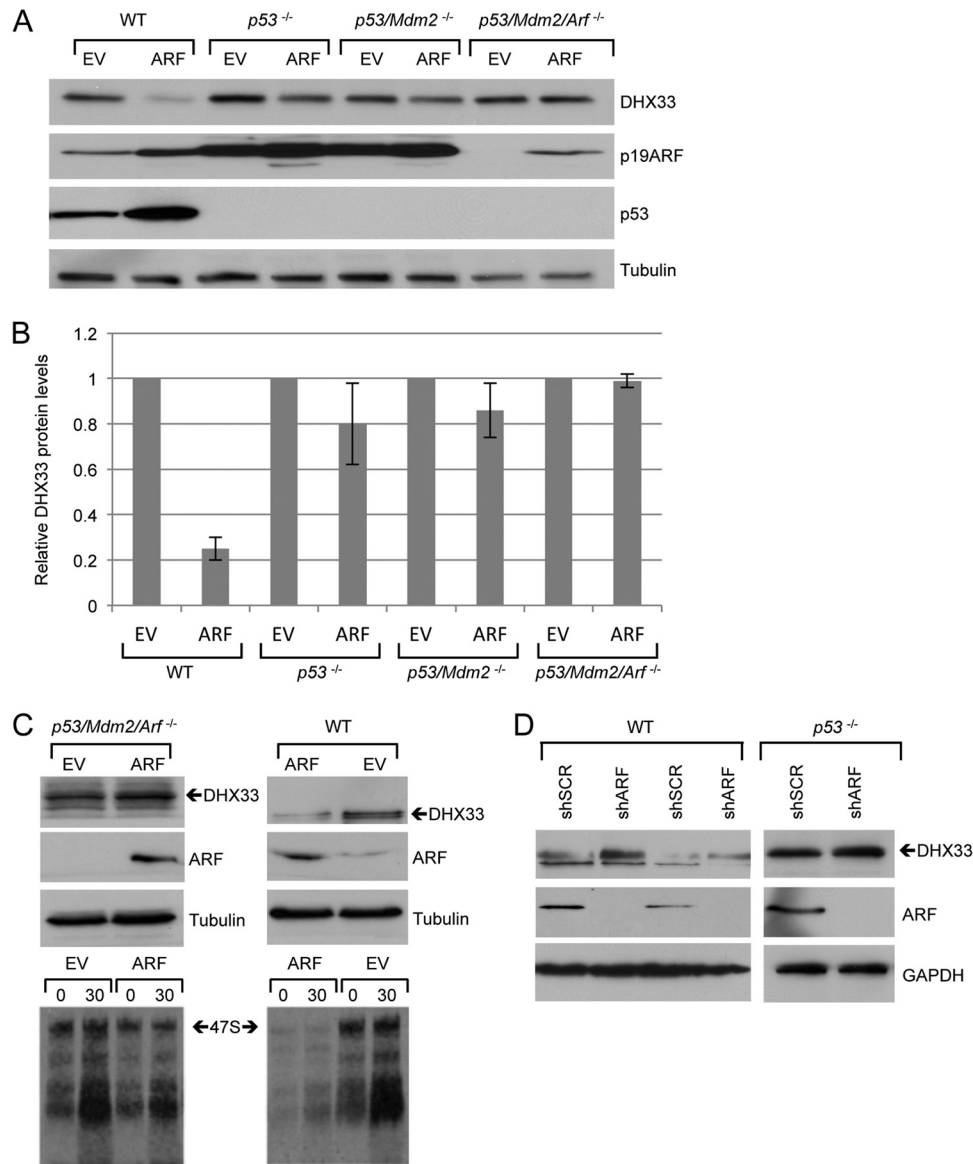 A
WT p53 -/- p53/Mdm2 -/- p53/Mdm2/Arf -/-
EV ARF EV ARF EV ARF EV ARF
DHX33
p19ARF
p53
Tubulin
B
Relative DHX33 protein levels
1.2
1
0.8
0.6
0.4
0.2
0
EV ARF EV ARF EV ARF EV ARF
WT p53 -/- p53/Mdm2 -/- p53/Mdm2/Arf -/-
C
p53/Mdm2/Arf -/- WT
EV ARF ARF EV
←DHX33 ←DHX33
ARF ARF
Tubulin Tubulin
EV ARF ARF EV
0 30 0 30 0 30 0 30
←47S→
D
WT p53 -/-
shSCR shARF shSCR shARF shSCR shARF
←DHX33
ARF
GAPDH